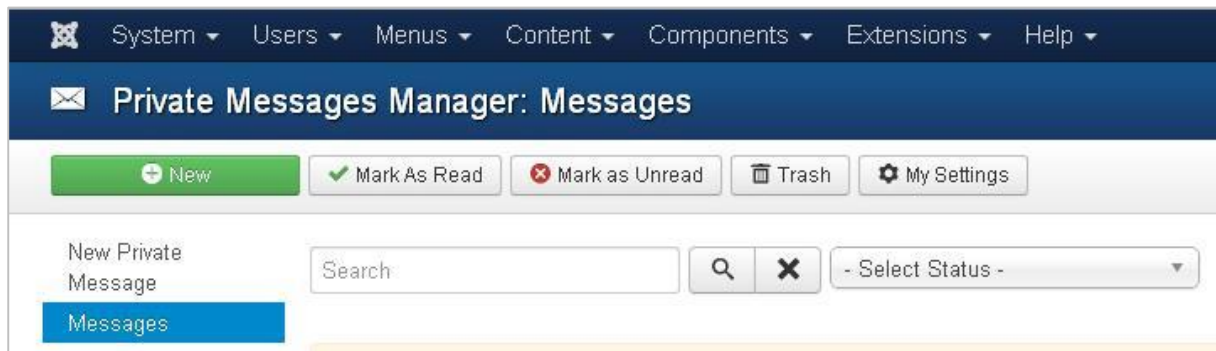 System Users Menus Content Components Extensions Help
Private Messages Manager: Messages
New Mark As Read Mark as Unread Trash My Settings
New Private
Message
Search - Select Status -
Messages